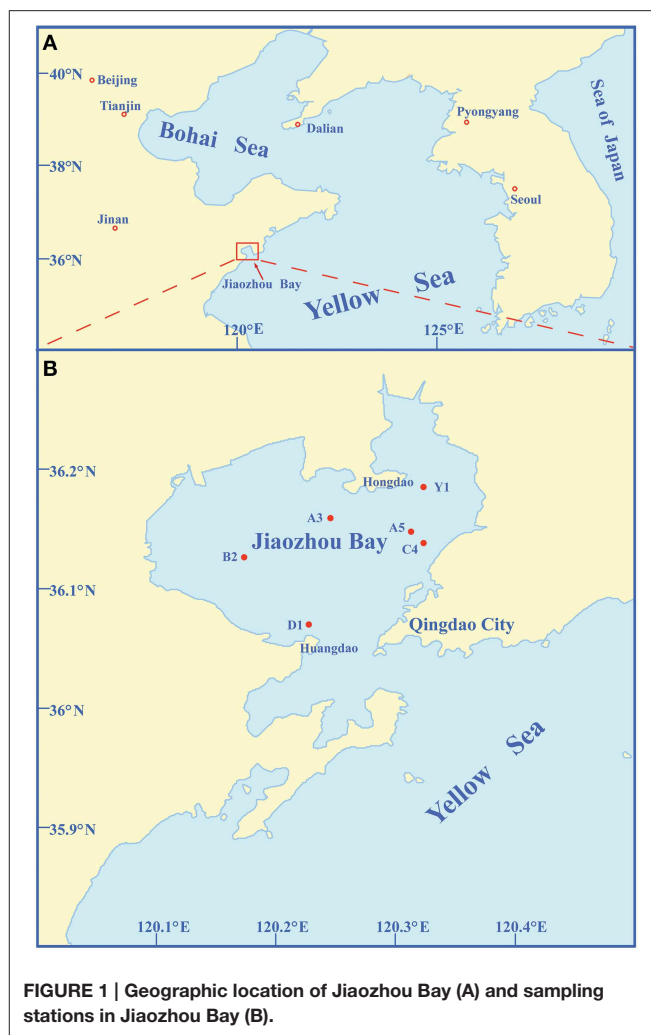 A
40°N
Beijing
Tianjin
Bohai Sea
Dalian
Pyongyang
Sea of Japan
38°N
Seoul
Jinan
36°N
Jiaozhou Bay
Yellow Sea
120°E
125°E
B
36.2°N
Hongdao
Y1
A3
A5
Jiaozhou Bay
C4
B2
36.1°N
D1
Qingdao City
Huangdao
36°N
Yellow Sea
35.9°N
120.1°E
120.2°E
120.3°E
120.4°E
FIGURE 1 | Geographic location of Jiaozhou Bay (A) and sampling
stations in Jiaozhou Bay (B).